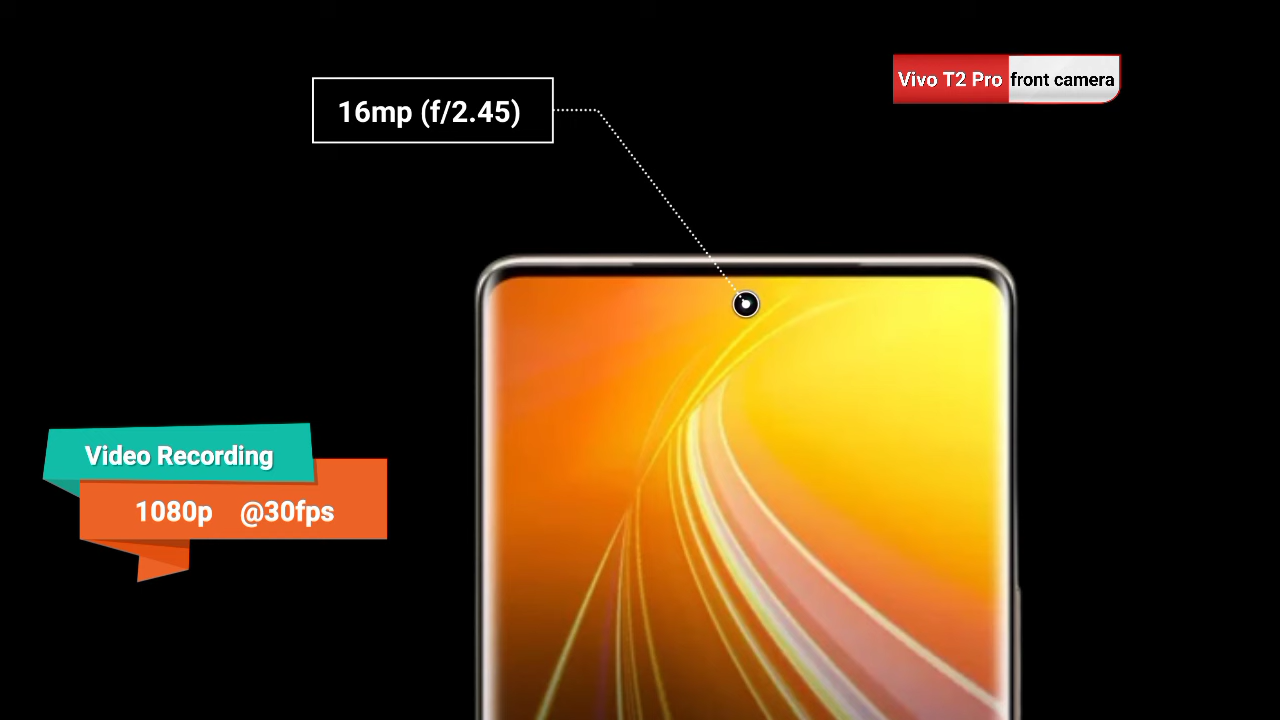 Vivo T2 Pro front camera
16mp (f/2.45)
Video Recording
1080p @30fps